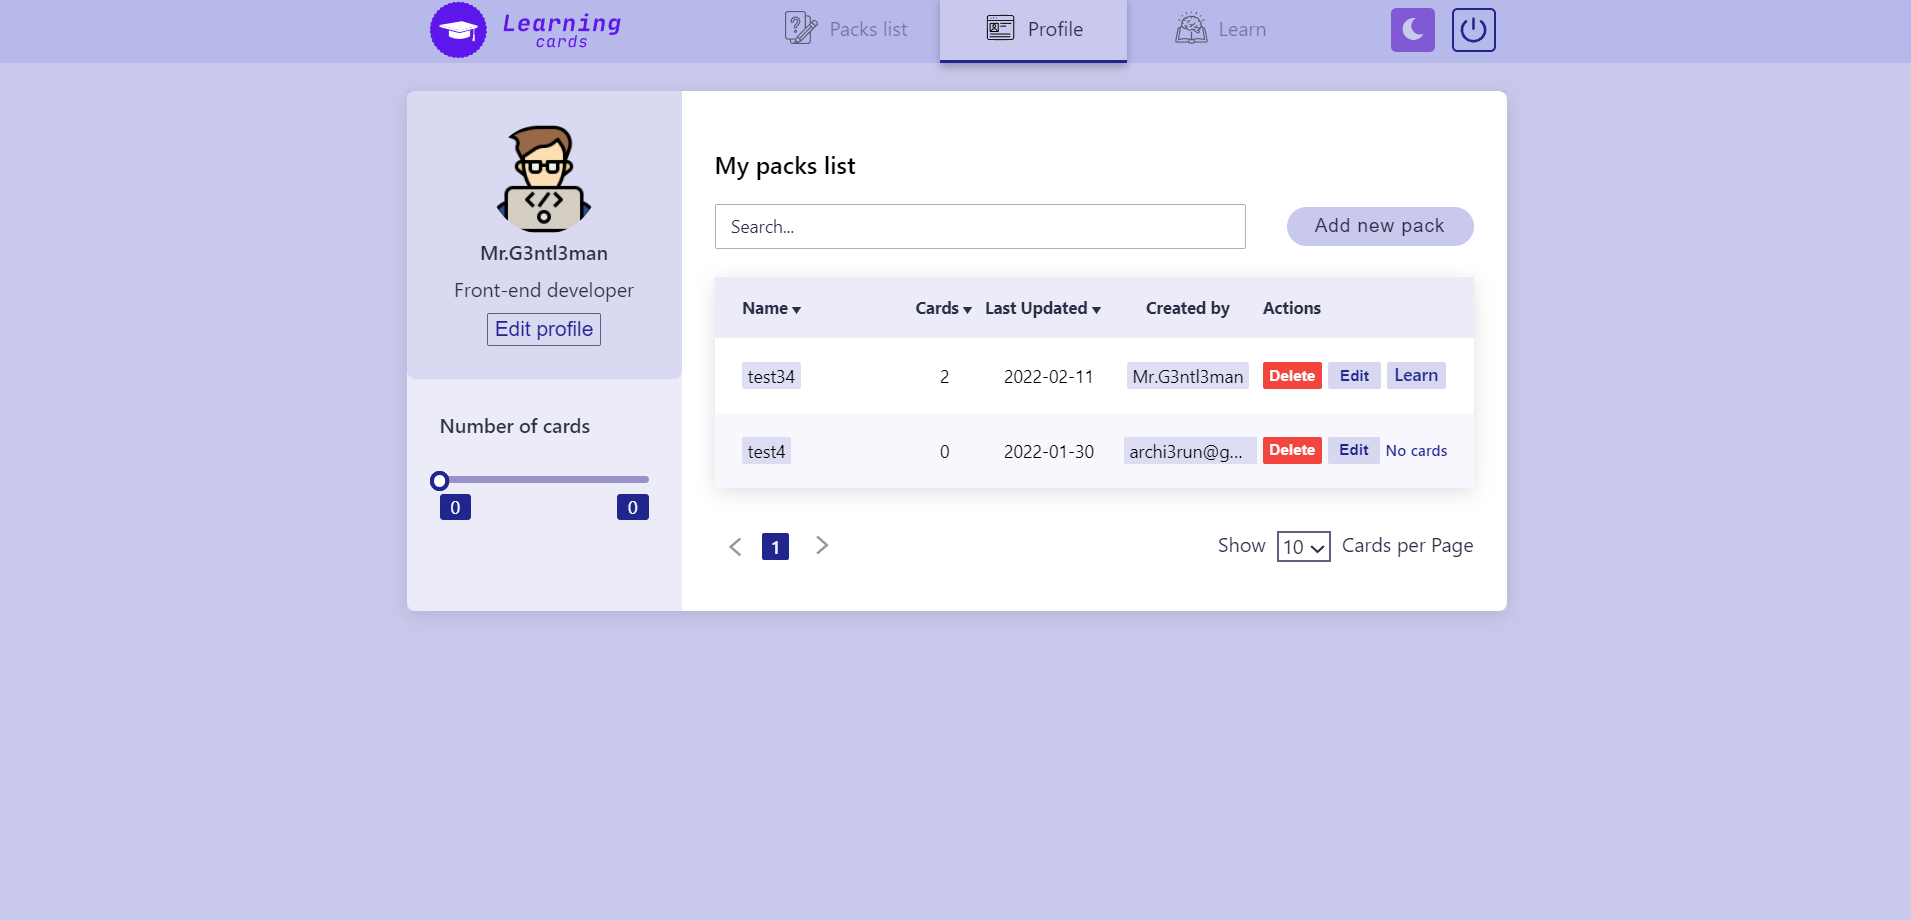 Learning
cards
Packs list
Profile
Learn
Mr.G3ntl3man
Front-end developer
Edit profile
Number of cards
0 0
My packs list
Search...
Add new pack
Name Cards Last Updated Created by Actions
test34 2 2022-02-11 Mr.G3ntl3man Delete Edit Learn
test4 0 2022-01-30 archi3run@g... Delete Edit No cards
1
Show 10 Cards per Page